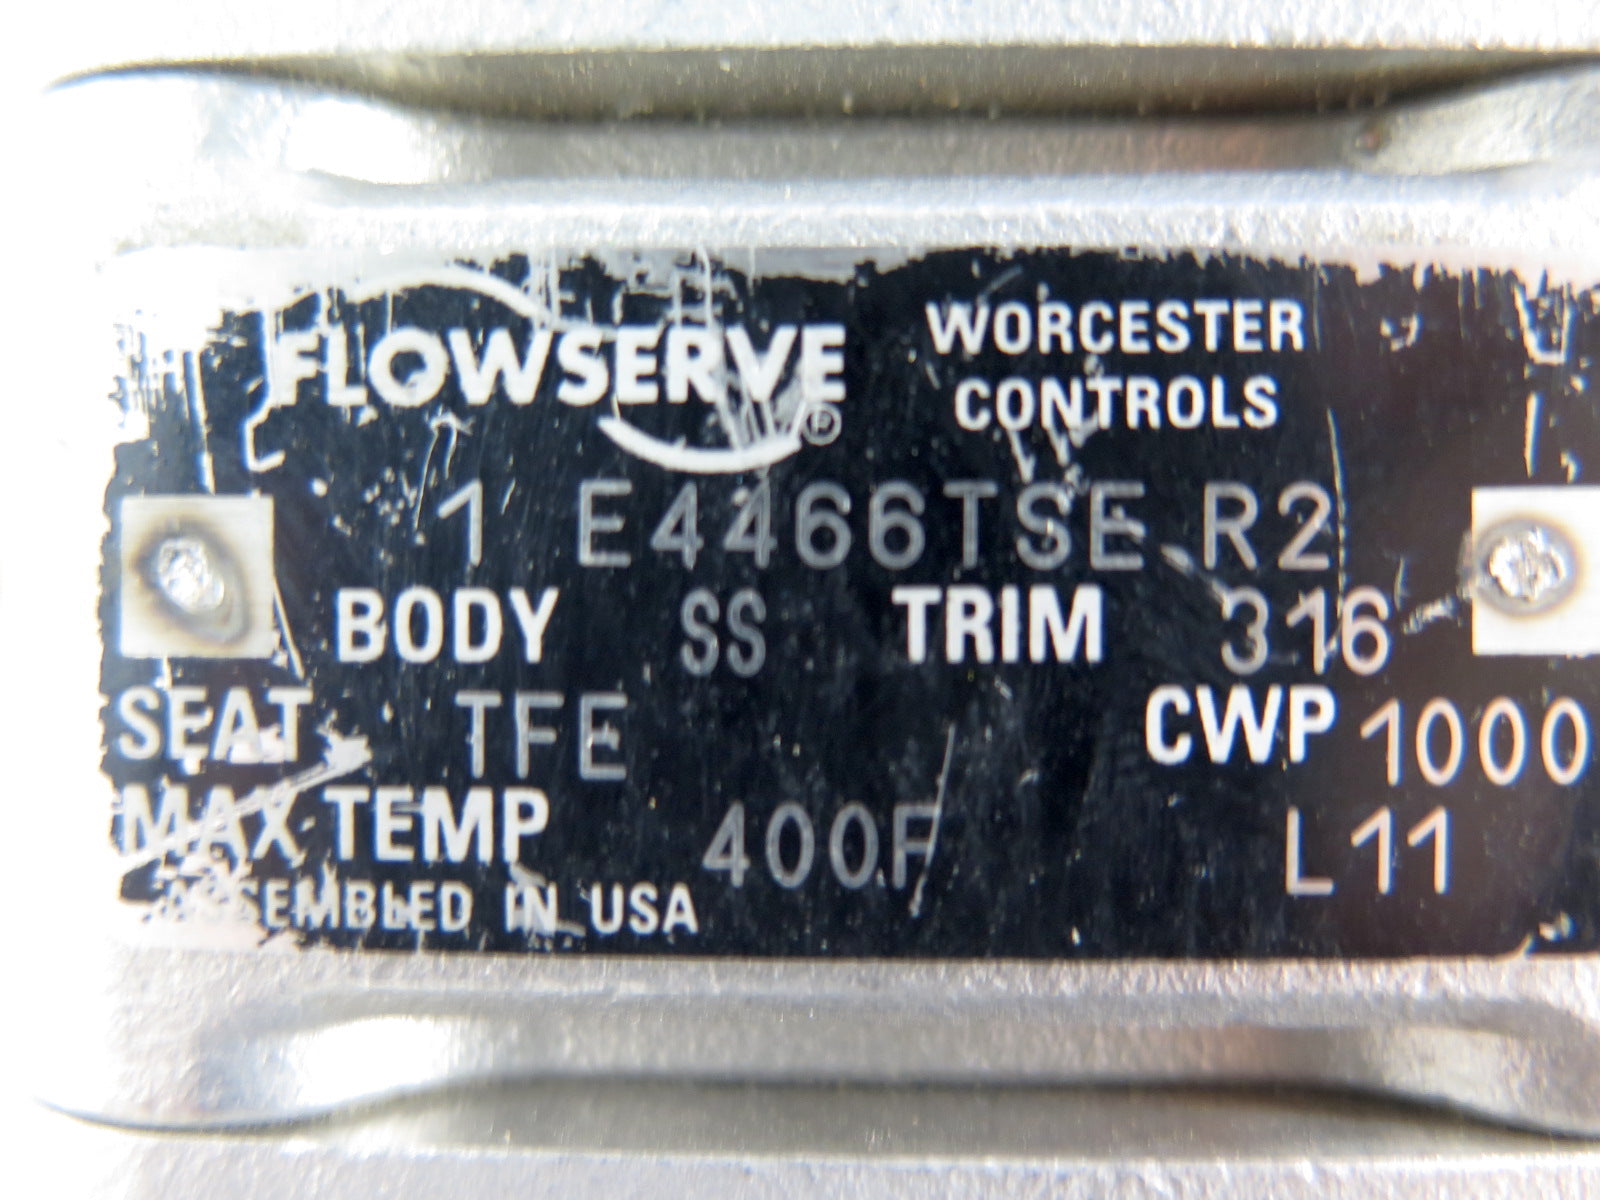 FLOWSERVE®
WORCESTER
CONTROLS
1 E4466TSE R2
BODY SS TRIM 316
SEAT TFE CWP 1000
MAX TEMP 400F L11
ASSEMBLED IN USA